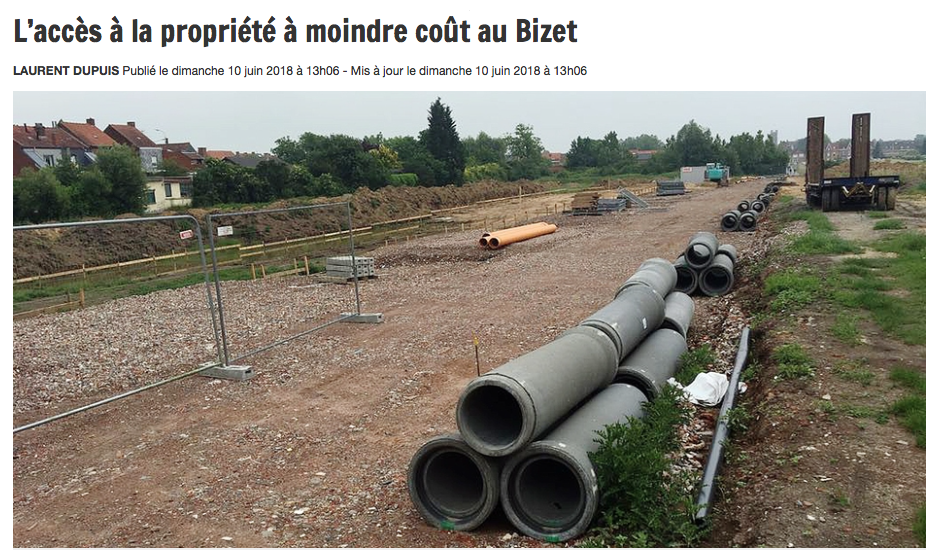 L’accès à la propriété à moindre coût au Bizet
LAURENT DUPUIS Publié le dimanche 10 juin 2018 à 13h06 - Mis à jour le dimanche 10 juin 2018 à 13h06